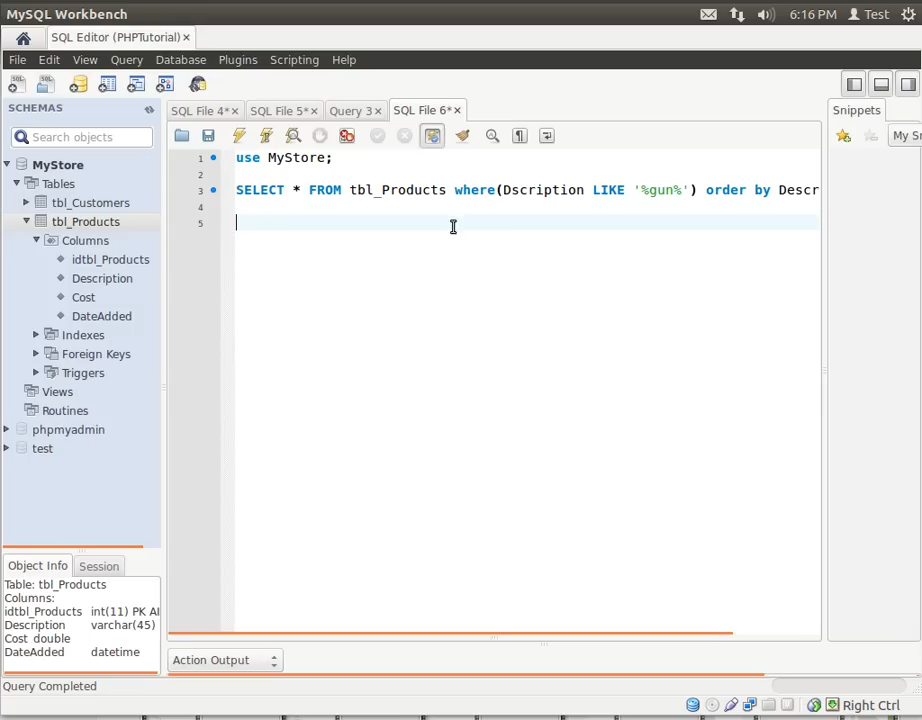 MySQL Workbench
6:16 PM Test
SQL Editor (PHPTutorial) ×
File Edit View Query Database Plugins Scripting Help
SCHEMAS
Search objects
MyStore
Tables
tbl_Customers
tbl_Products
Columns
idtbl_Products
Description
Cost
DateAdded
Indexes
Foreign Keys
Triggers
Views
Routines
phpmyadmin
test
Object Info Session
Table: tbl_Products
Columns:
idtbl_Products int(11) PK AI
Description varchar(45)
Cost double
DateAdded datetime
SQL File 4*× SQL File 5*× Query 3× SQL File 6*×
1 use MyStore;
2
3 SELECT * FROM tbl_Products where(Dscription LIKE '%gun%') order by Descr
4
5
Action Output
Snippets
My Sn
Query Completed
Right Ctrl